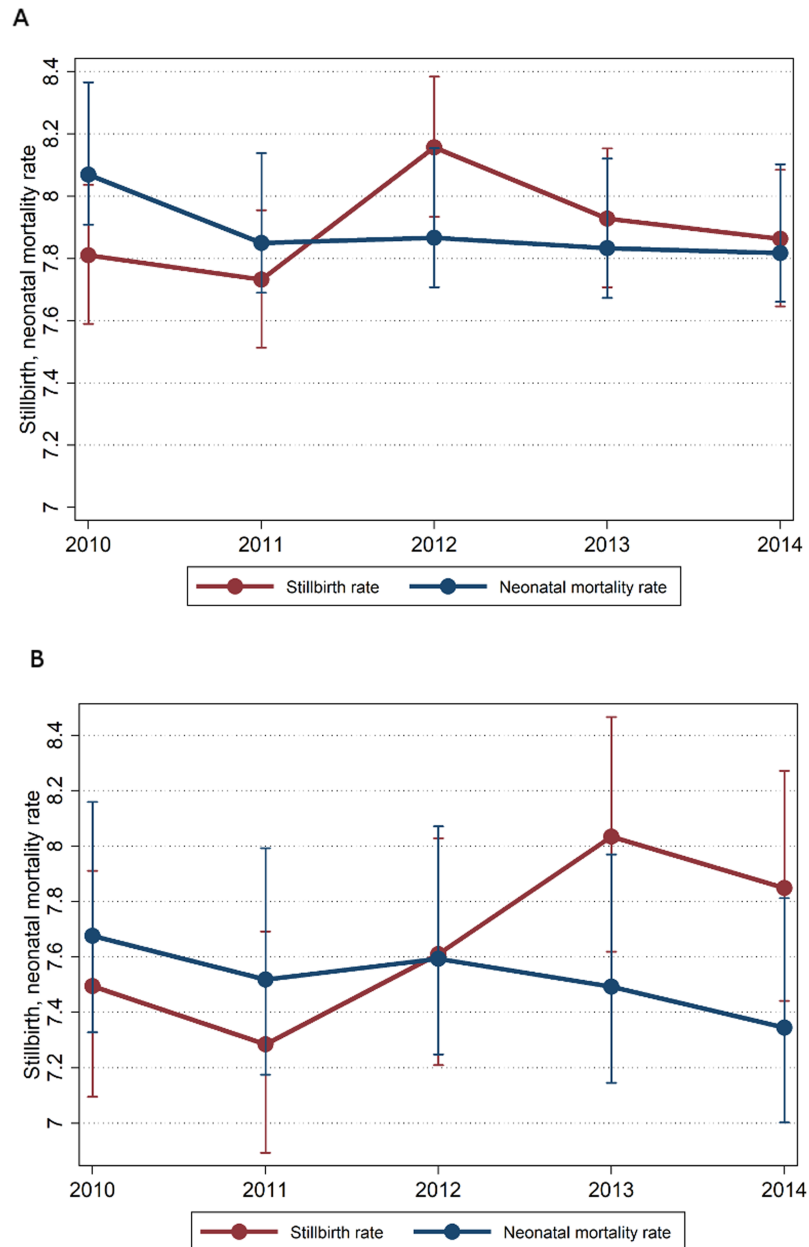 A
Stillbirth, neonatal mortality rate
8.4
8.2
8
7.8
7.6
7.4
7.2
7
2010 2011 2012 2013 2014
Stillbirth rate Neonatal mortality rate
B
Stillbirth, neonatal mortality rate
8.4
8.2
8
7.8
7.6
7.4
7.2
7
2010 2011 2012 2013 2014
Stillbirth rate Neonatal mortality rate